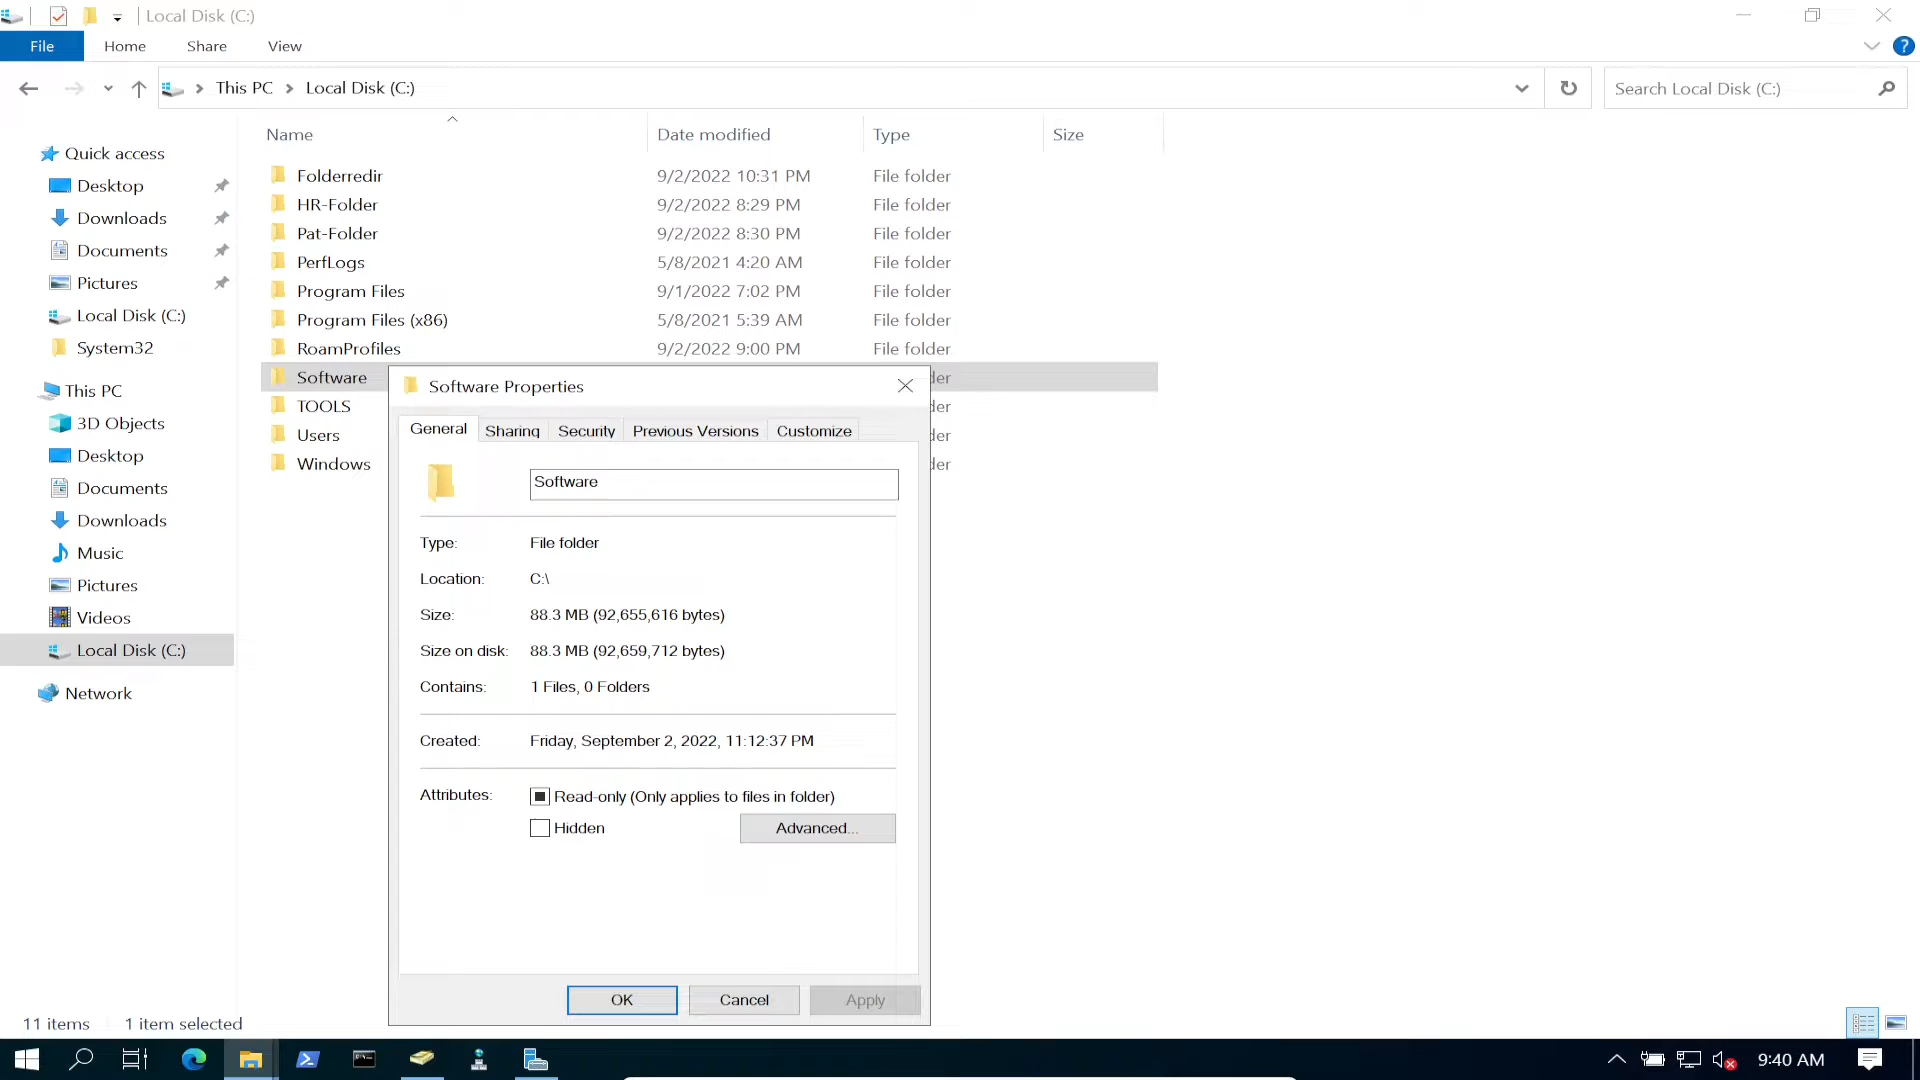 Local Disk (C:)
File Home Share View
?
This PC Local Disk (C:)
Search Local Disk (C:)
Name Date modified Type Size
Quick access
Desktop
Downloads
Documents
Pictures
Local Disk (C:)
System32
This PC
3D Objects
Desktop
Documents
Downloads
Music
Pictures
Videos
Local Disk (C:)
Network
Folderredir 9/2/2022 10:31 PM File folder
HR-Folder 9/2/2022 8:29 PM File folder
Pat-Folder 9/2/2022 8:30 PM File folder
PerfLogs 5/8/2021 4:20 AM File folder
Program Files 9/1/2022 7:02 PM File folder
Program Files (x86) 5/8/2021 5:39 AM File folder
RoamProfiles 9/2/2022 9:00 PM File folder
Software der
TOOLS der
Users der
Windows der
Software Properties
General Sharing Security Previous Versions Customize
Software
Type: File folder
Location: C:\
Size: 88.3 MB (92,655,616 bytes)
Size on disk: 88.3 MB (92,659,712 bytes)
Contains: 1 Files, 0 Folders
Created: Friday, September 2, 2022, 11:12:37 PM
Attributes: Read-only (Only applies to files in folder)
Hidden Advanced...
OK Cancel Apply
11 items 1 item selected
9:40 AM